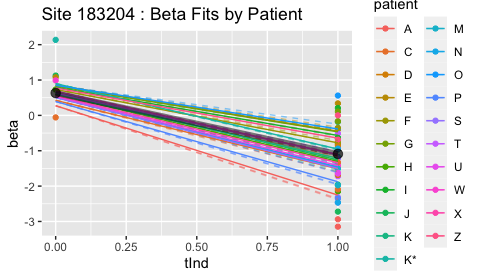 Site 183204 : Beta Fits by Patient
patient
A
C
D
E
F
G
H
I
J
K
K*
M
N
O
P
S
T
U
W
X
Z
beta
2
1
0
-1
-2
-3
0.00
0.25
0.50
0.75
1.00
tInd